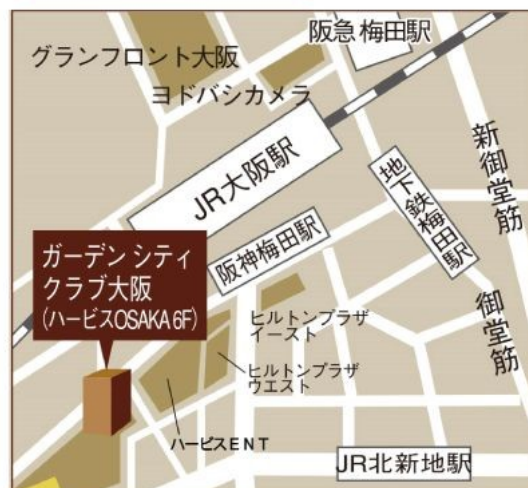 阪急 梅田駅
グランフロント大阪
ヨドバシカメラ
新御堂筋
JR大阪駅
地下鉄梅田駅
阪神梅田駅
ガーデン シティ
クラブ大阪
(ハービスOSAKA 6F)
御堂筋
ヒルトンプラザ
イースト
ヒルトンプラザ
ウエスト
ハービスENT
JR北新地駅